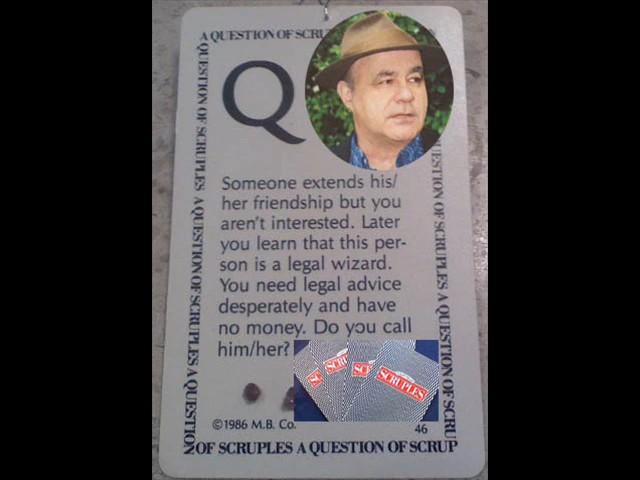 A QUESTION OF SCRU
Q
Someone extends his/
her friendship but you
aren't interested. Later
you learn that this per-
son is a legal wizard.
You need legal advice
desperately and have
no money. Do you call
him/her?
SCRUPLES
©1986 M.B. Co.
46
QUESTION OF SCRUPLES A QUESTION OF SCRUPLES A QUESTION
OF SCRUPLES A QUESTION OF SCRUP
OF SCRUPLES A QUESTION OF SCRU